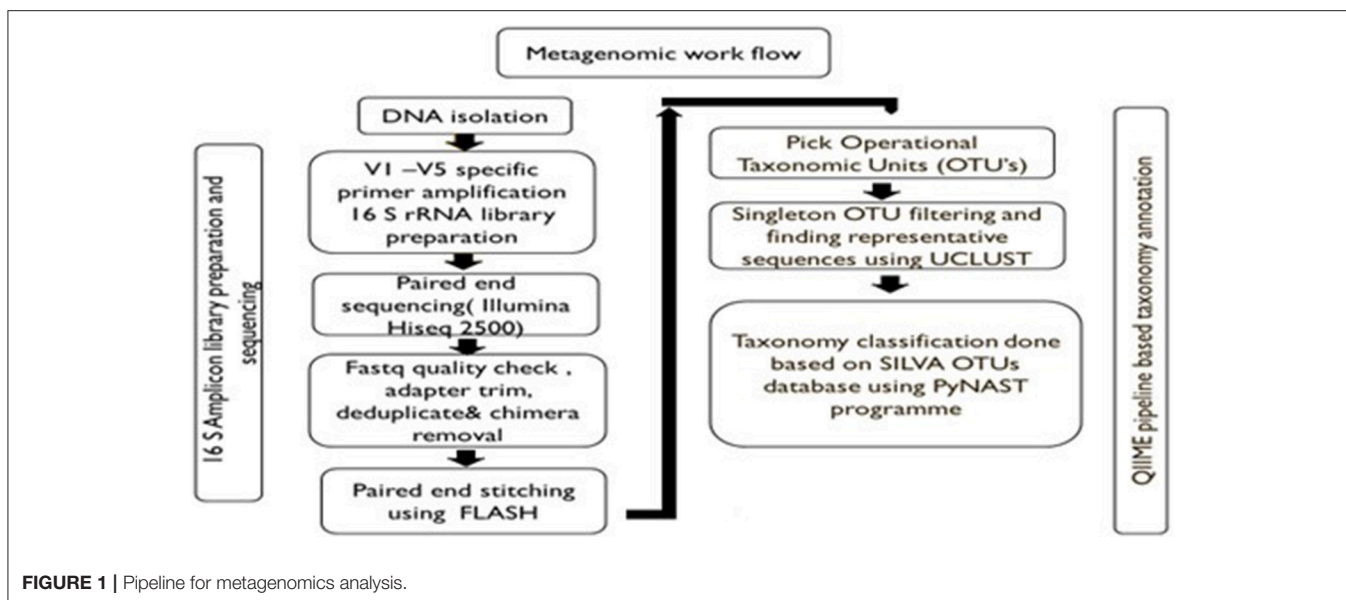 Metagenomic work flow
16 S Amplicon library preparation and
sequencing
DNA isolation
V1 –V5 specific
primer amplification
16 S rRNA library
preparation
Paired end
sequencing( Illumina
Hiseq 2500)
Fastq quality check ,
adapter trim,
deduplicate& chimera
removal
Paired end stitching
using FLASH
Pick Operational
Taxonomic Units (OTU's)
Singleton OTU filtering and
finding representative
sequences using UCLUST
Taxonomy classification done
based on SILVA OTUs
database using PyNAST
programme
QIIME pipeline based taxonomy annotation
FIGURE 1 | Pipeline for metagenomics analysis.